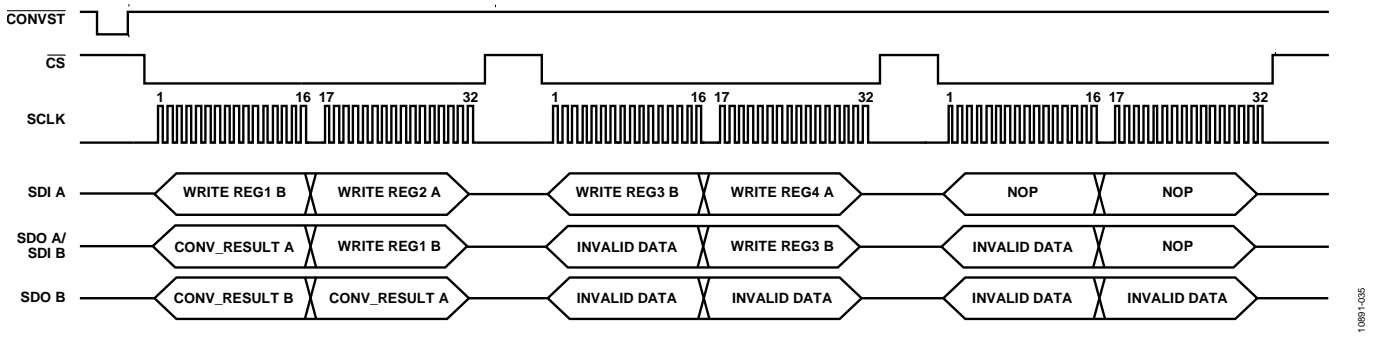 CONVST
CS
1 16 17 32 1 16 17 32 1 16 17 32
SCLK
SDI A WRITE REG1 B WRITE REG2 A WRITE REG3 B WRITE REG4 A NOP NOP
SDO A/
SDI B CONV_RESULT A WRITE REG1 B INVALID DATA WRITE REG3 B INVALID DATA NOP
SDO B CONV_RESULT B CONV_RESULT A INVALID DATA INVALID DATA INVALID DATA INVALID DATA
10891-035